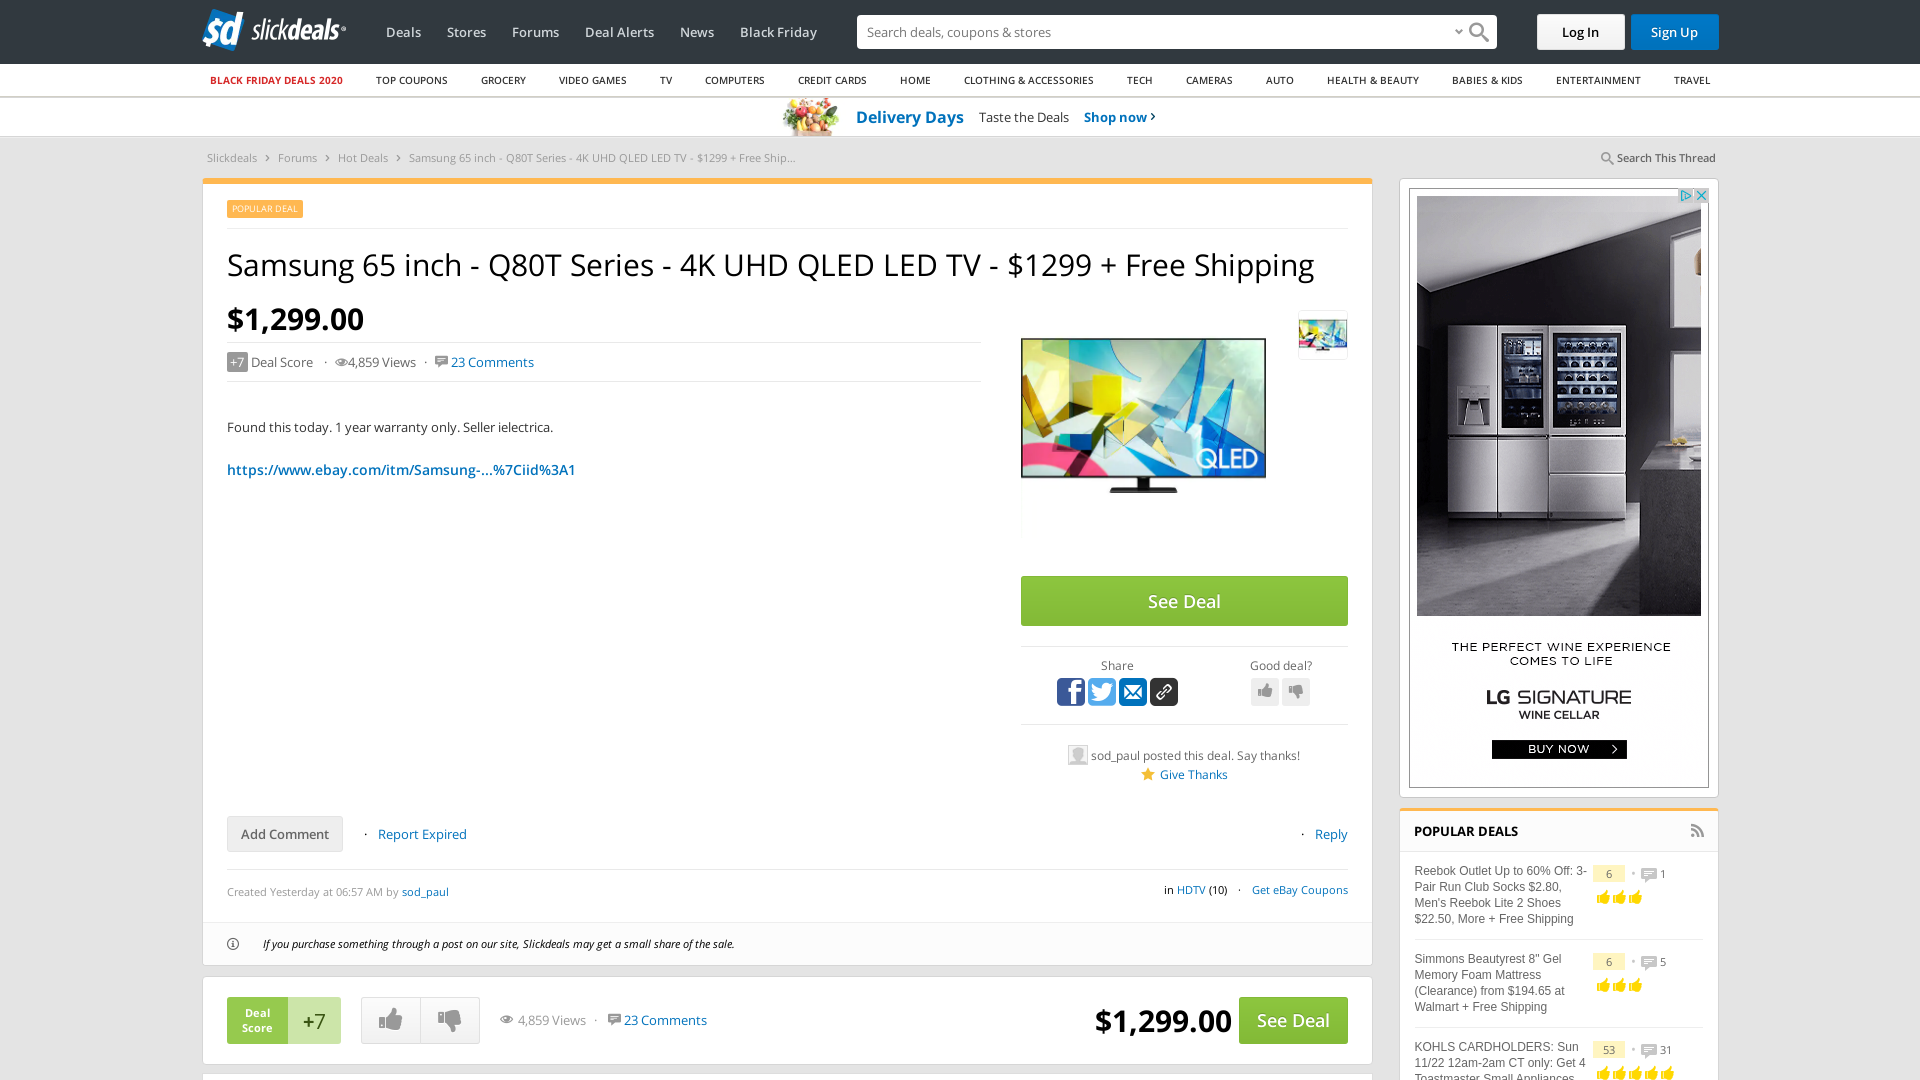 slickdeals
Deals Stores Forums Deal Alerts News Black Friday
Search deals, coupons & stores
Log In Sign Up
BLACK FRIDAY DEALS 2020 TOP COUPONS GROCERY VIDEO GAMES TV COMPUTERS CREDIT CARDS HOME CLOTHING & ACCESSORIES TECH CAMERAS AUTO HEALTH & BEAUTY BABIES & KIDS ENTERTAINMENT TRAVEL
Delivery Days Taste the Deals Shop now
Slickdeals Forums Hot Deals Samsung 65 inch - Q80T Series - 4K UHD QLED LED TV - $1299 + Free Ship...
Search This Thread
POPULAR DEAL
Samsung 65 inch - Q80T Series - 4K UHD QLED LED TV - $1299 + Free Shipping
$1,299.00
+7 Deal Score · 4,859 Views · 23 Comments
Found this today. 1 year warranty only. Seller ielectrica.
https://www.ebay.com/itm/Samsung-...%7Ciid%3A1
QLED
See Deal
Share Good deal?
sod_paul posted this deal. Say thanks!
Give Thanks
Add Comment · Report Expired · Reply
Created Yesterday at 06:57 AM by sod_paul
in HDTV (10) · Get eBay Coupons
If you purchase something through a post on our site, Slickdeals may get a small share of the sale.
Deal
Score
+7
4,859 Views · 23 Comments
$1,299.00 See Deal
THE PERFECT WINE EXPERIENCE
COMES TO LIFE
LG SIGNATURE
WINE CELLAR
BUY NOW
POPULAR DEALS
Reebok Outlet Up to 60% Off: 3-
Pair Run Club Socks $2.80,
Men's Reebok Lite 2 Shoes
$22.50, More + Free Shipping
6 • 1
Simmons Beautyrest 8" Gel
Memory Foam Mattress
(Clearance) from $194.65 at
Walmart + Free Shipping
6 • 5
KOHLS CARDHOLDERS: Sun
11/22 12am-2am CT only: Get 4
Toastmaster Small Appliances
53 • 31